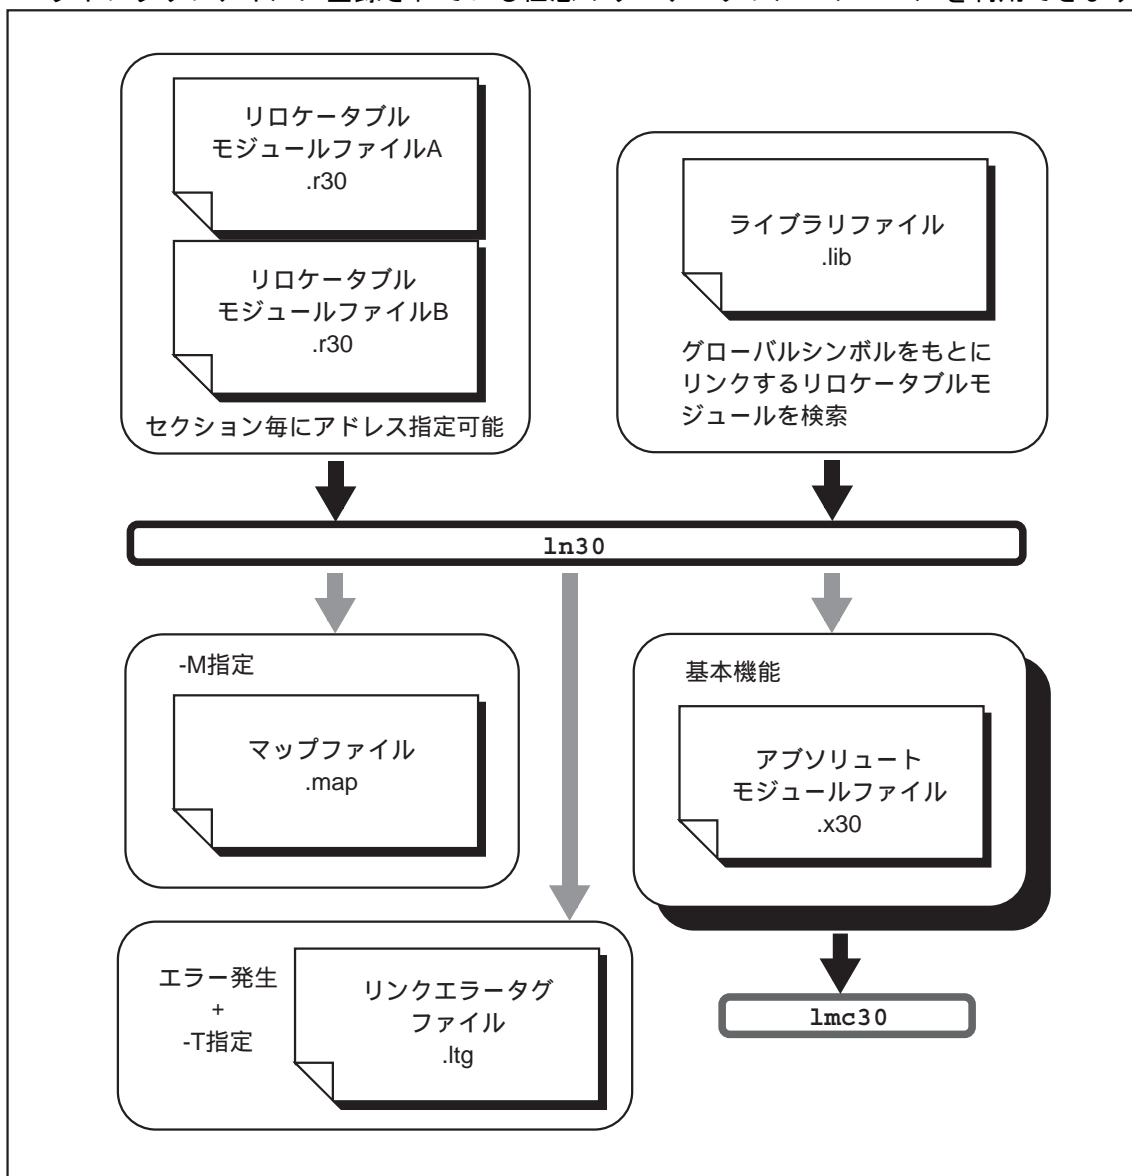 リロケータブル
モジュールファイルA
.r30
リロケータブル
モジュールファイルB
.r30
セクション毎にアドレス指定可能
ライブラリファイル
.lib
グローバルシンボルをもとに
リンクするリロケータブルモ
ジュールを検索
ln30
-M指定
マップファイル
.map
基本機能
アブソリュート
モジュールファイル
.x30
エラー発生
+
-T指定
リンクエラータグ
ファイル
.ltg
lmc30